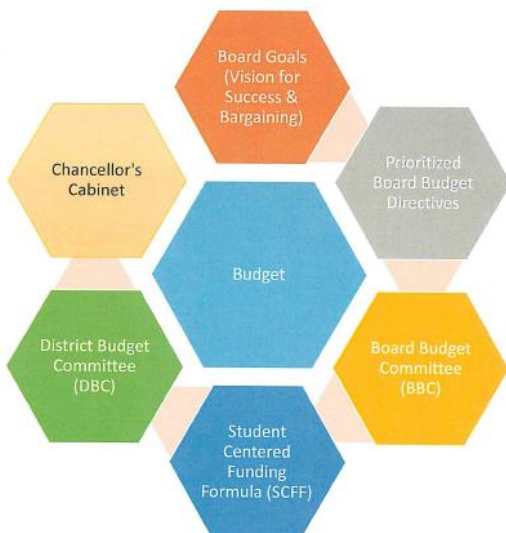 Board Goals
(Vision for
Success &
Bargaining)
Prioritized
Board Budget
Directives
Board Budget
Committee
(BBC)
Student
Centered
Funding
Formula (SCFF)
District Budget
Committee
(DBC)
Chancellor's
Cabinet
Budget